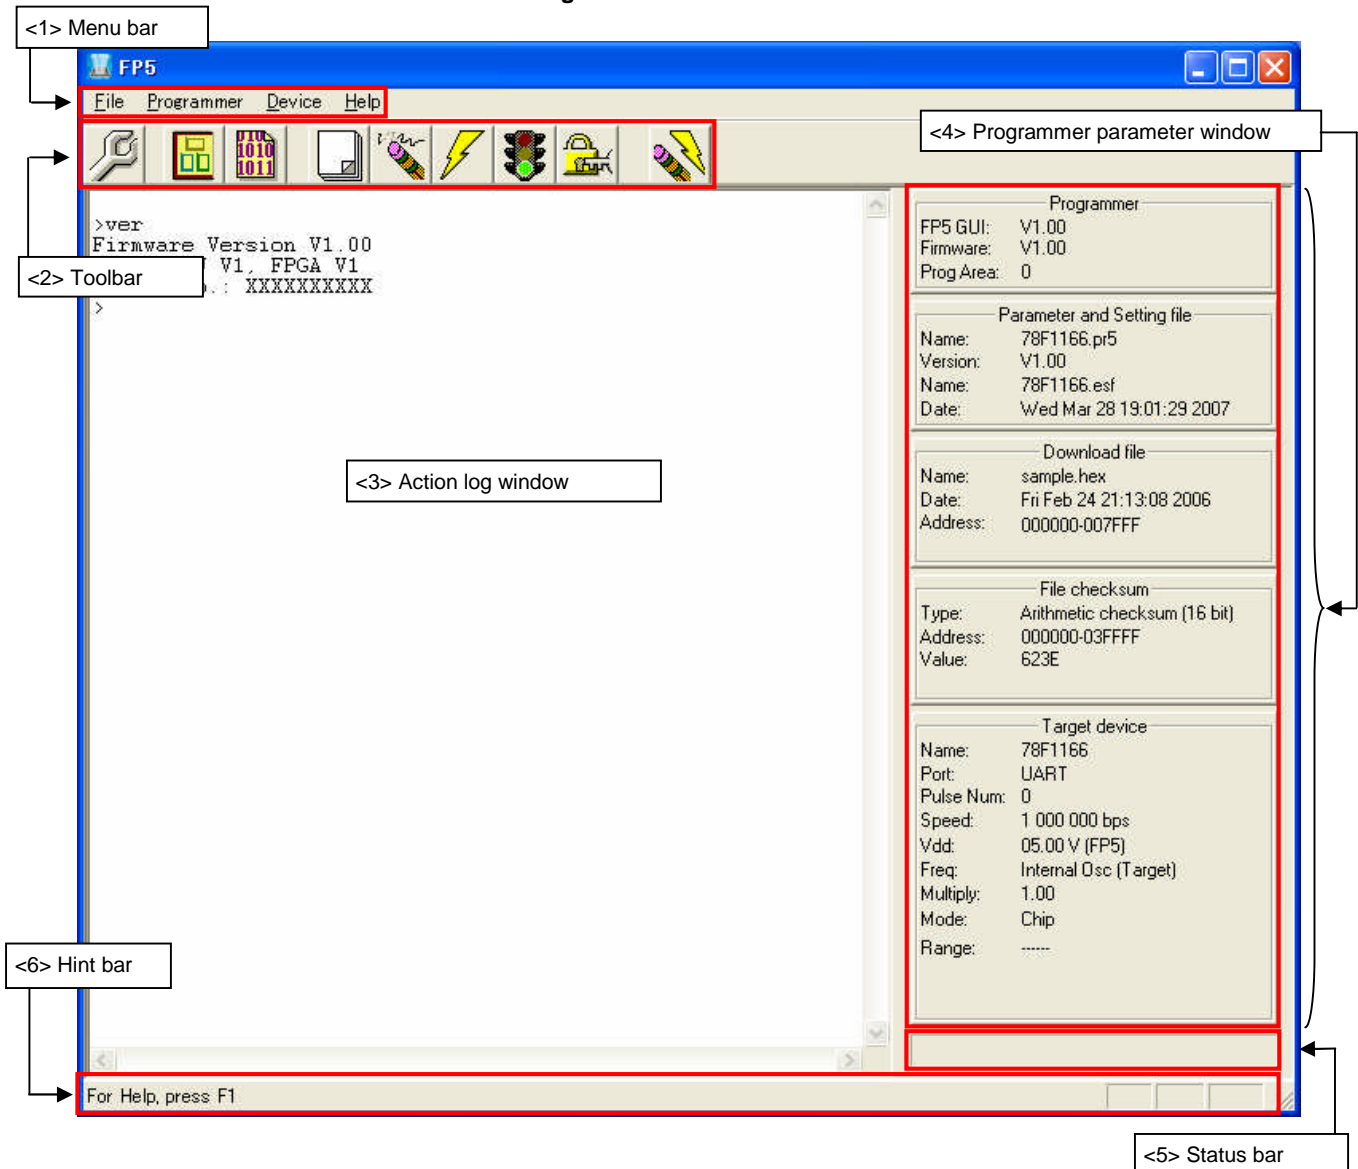 <1> Menu bar
FP5
File Programmer Device Help
<4> Programmer parameter window
010
1010
1011
>ver
Firmware Version V1.00
V1, FPGA V1
.: XXXXXXXXXX
>
<2> Toolbar
<3> Action log window
Programmer
FP5 GUI: V1.00
Firmware: V1.00
Prog Area: 0
Parameter and Setting file
Name: 78F1166.pr5
Version: V1.00
Name: 78F1166.esf
Date: Wed Mar 28 19:01:29 2007
Download file
Name: sample.hex
Date: Fri Feb 24 21:13:08 2006
Address: 000000-007FFF
File checksum
Type: Arithmetic checksum (16 bit)
Address: 000000-03FFFF
Value: 623E
Target device
Name: 78F1166
Port: UART
Pulse Num: 0
Speed: 1 000 000 bps
Vdd: 05.00 V (FP5)
Freq: Internal Osc (Target)
Multiply: 1.00
Mode: Chip
Range: ------
<6> Hint bar
For Help, press F1
<5> Status bar